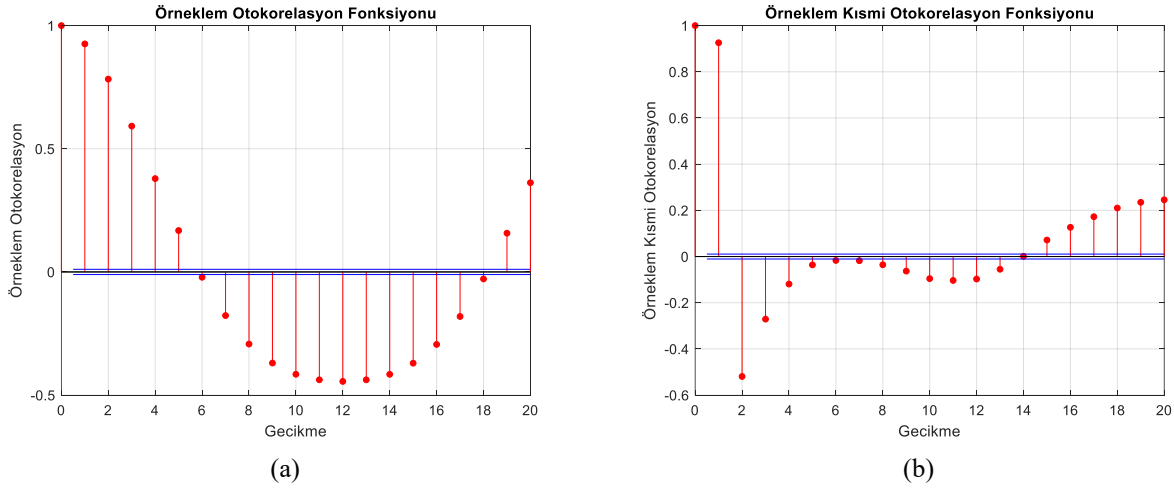 Örneklem Otokorelasyon Fonksiyonu
1
0.5
0
-0.5
Örneklem Otokorelasyon
0 2 4 6 8 10 12 14 16 18 20
Gecikme
(a)
Örneklem Kısmi Otokorelasyon Fonksiyonu
1
0.8
0.6
0.4
0.2
0
-0.2
-0.4
-0.6
Örneklem Kısmi Otokorelasyon
0 2 4 6 8 10 12 14 16 18 20
Gecikme
(b)